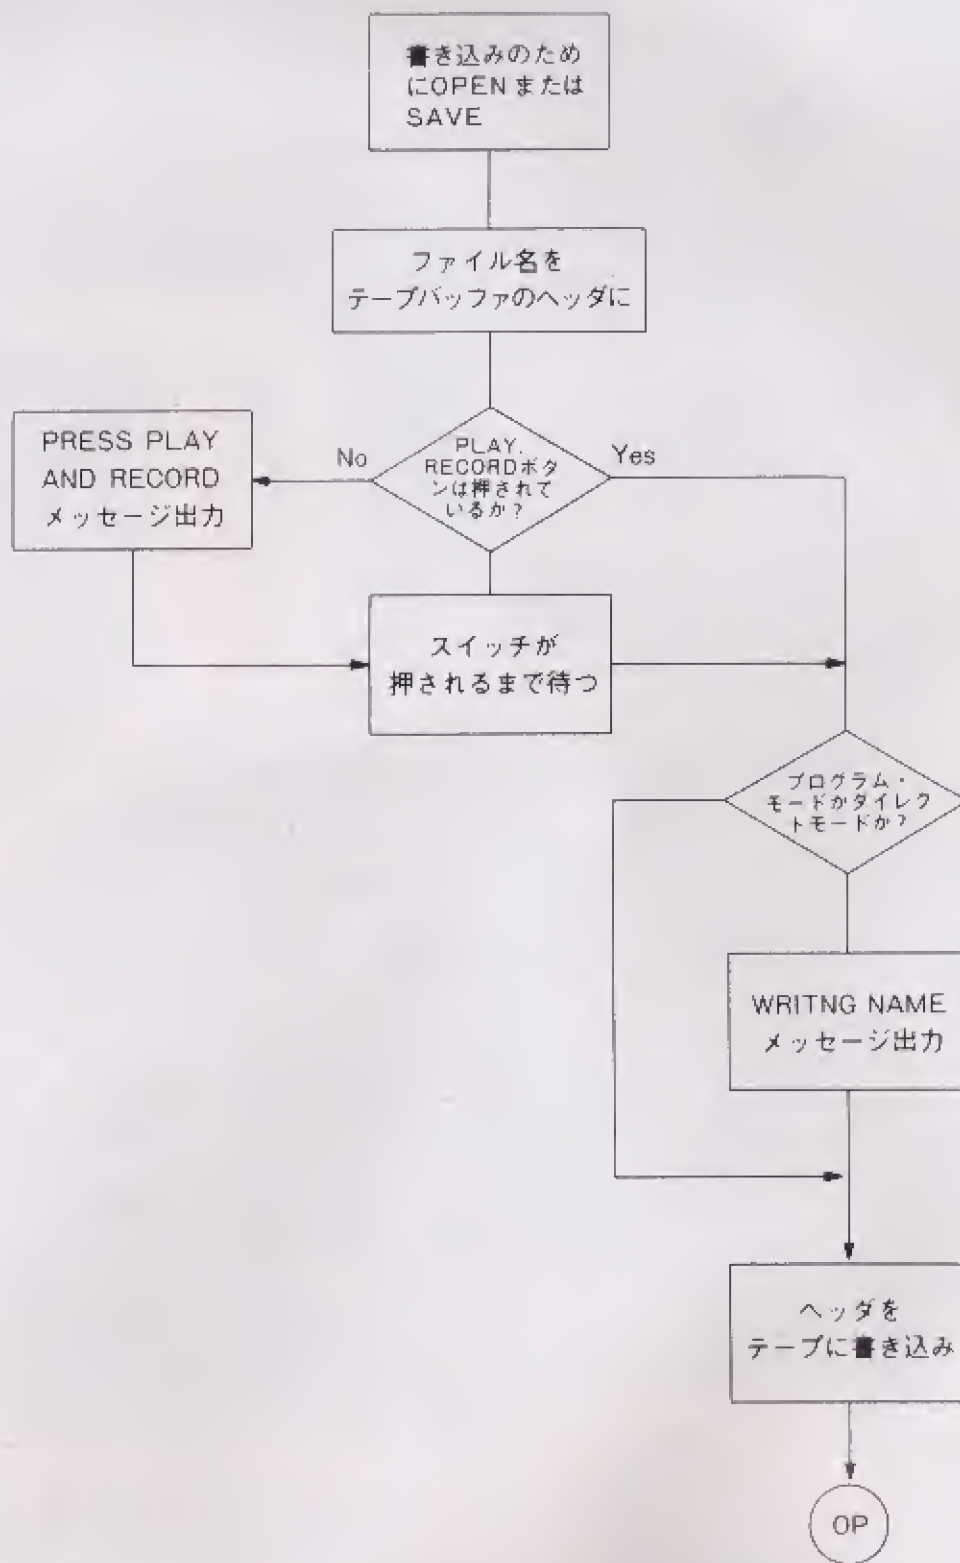 書き込みのため
にOPENまたは
SAVE
ファイル名を
テープバッファのヘッダに
PRESS PLAY
AND RECORD
メッセージ出力
No
PLAY.
RECORDボタ
ンは押されて
いるか？
Yes
スイッチが
押されるまで待つ
プログラム・
モードかダイレク
トモードか？
WRITNG NAME
メッセージ出力
ヘッダを
テープに書き込み
OP